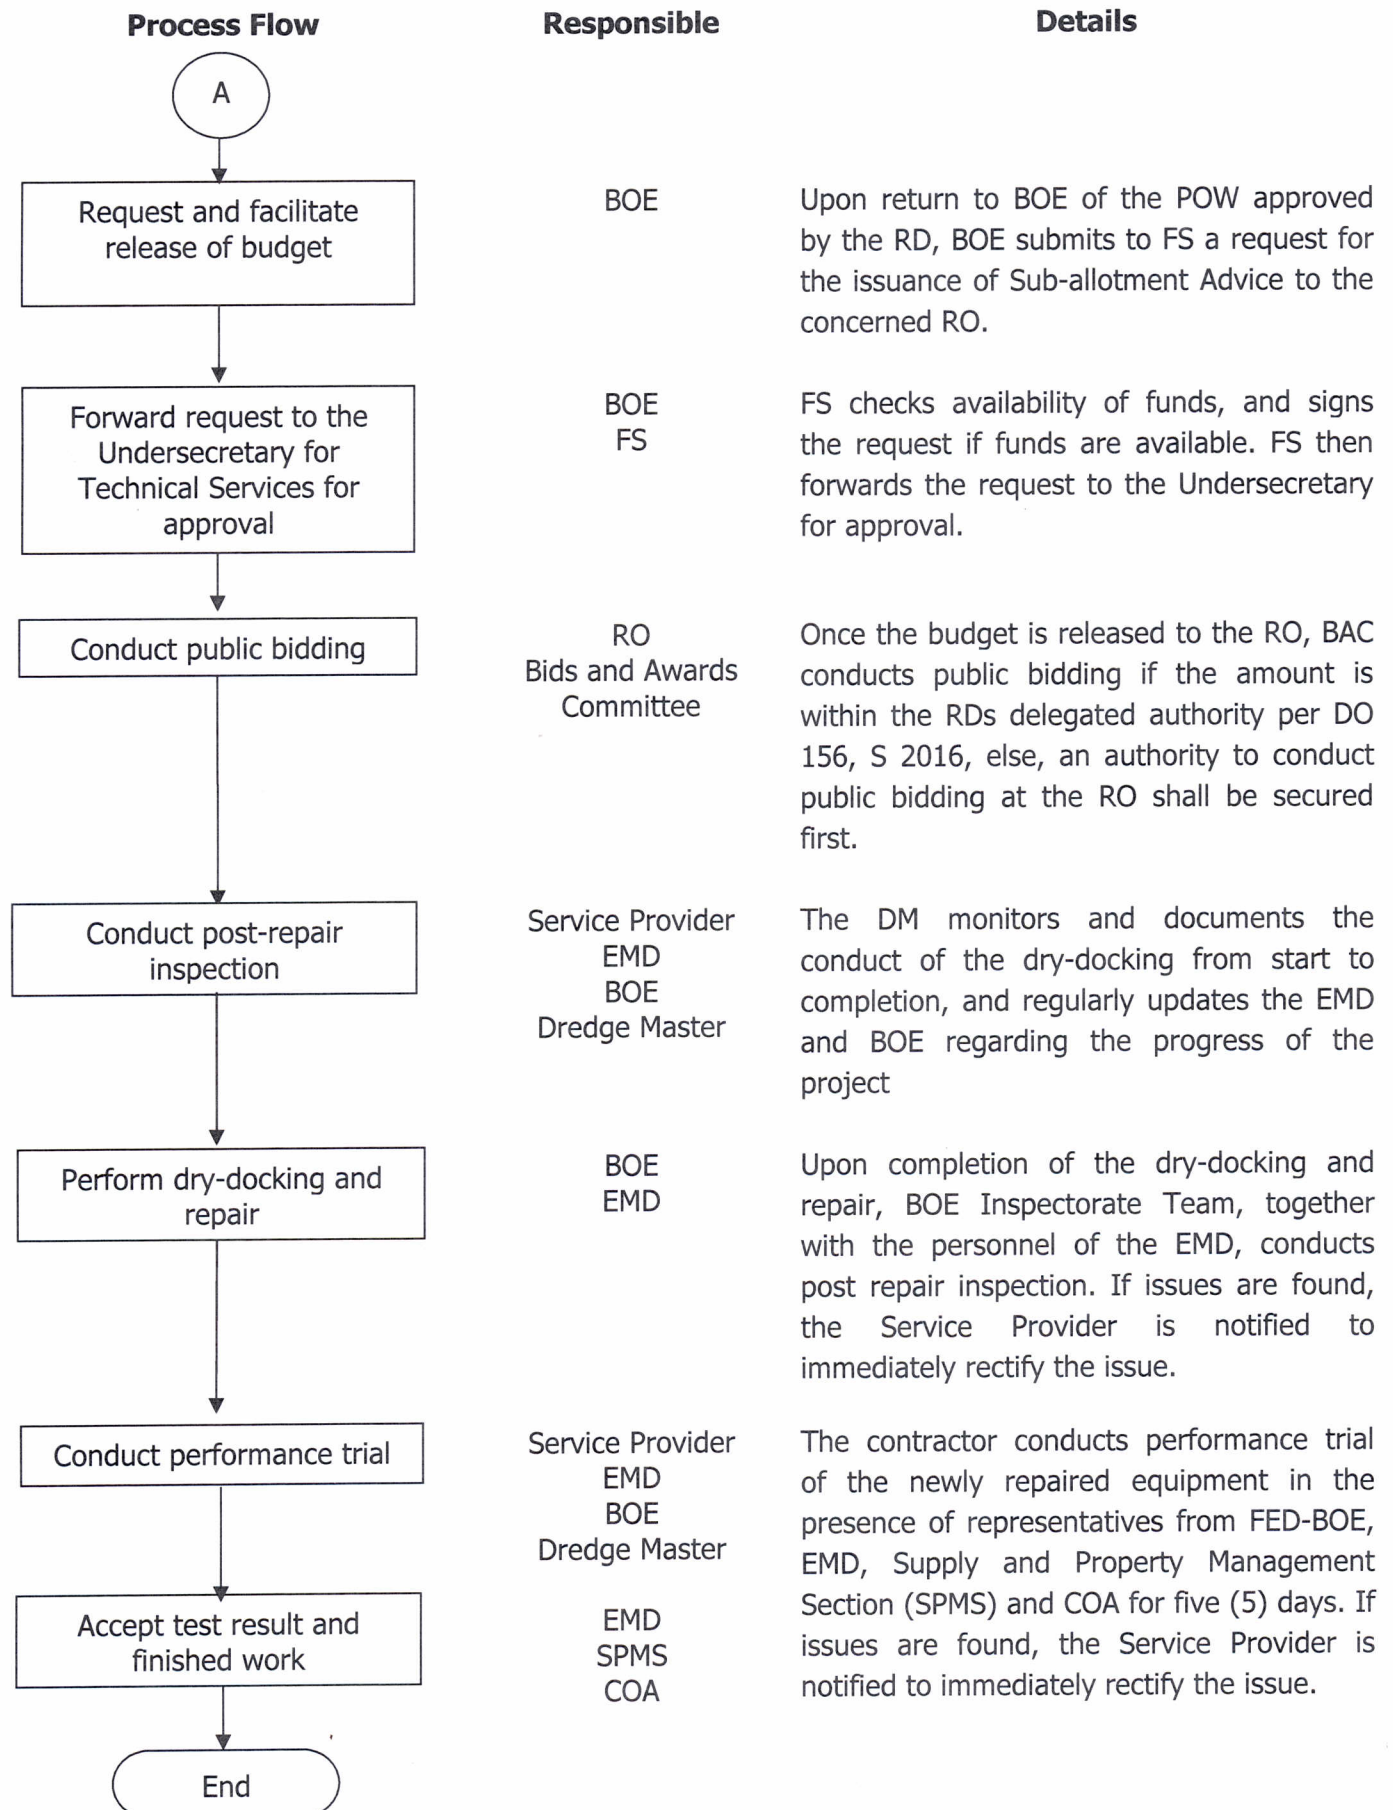 Process Flow
Responsible
Details
A
Request and facilitate
release of budget
BOE
Upon return to BOE of the POW approved
by the RD, BOE submits to FS a request for
the issuance of Sub-allotment Advice to the
concerned RO.
Forward request to the
Undersecretary for
Technical Services for
approval
BOE
FS
FS checks availability of funds, and signs
the request if funds are available. FS then
forwards the request to the Undersecretary
for approval.
Conduct public bidding
RO
Bids and Awards
Committee
Once the budget is released to the RO, BAC
conducts public bidding if the amount is
within the RDs delegated authority per DO
156, S 2016, else, an authority to conduct
public bidding at the RO shall be secured
first.
Conduct post-repair
inspection
Service Provider
EMD
BOE
Dredge Master
The DM monitors and documents the
conduct of the dry-docking from start to
completion, and regularly updates the EMD
and BOE regarding the progress of the
project
Perform dry-docking and
repair
BOE
EMD
Upon completion of the dry-docking and
repair, BOE Inspectorate Team, together
with the personnel of the EMD, conducts
post repair inspection. If issues are found,
the Service Provider is notified to
immediately rectify the issue.
Conduct performance trial
Service Provider
EMD
BOE
Dredge Master
The contractor conducts performance trial
of the newly repaired equipment in the
presence of representatives from FED-BOE,
EMD, Supply and Property Management
Section (SPMS) and COA for five (5) days. If
issues are found, the Service Provider is
notified to immediately rectify the issue.
Accept test result and
finished work
EMD
SPMS
COA
End